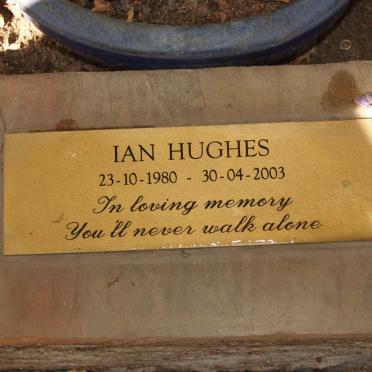 IAN HUGHES
23-10-1980 - 30-04-2003
In loving memory
You'll never walk alone